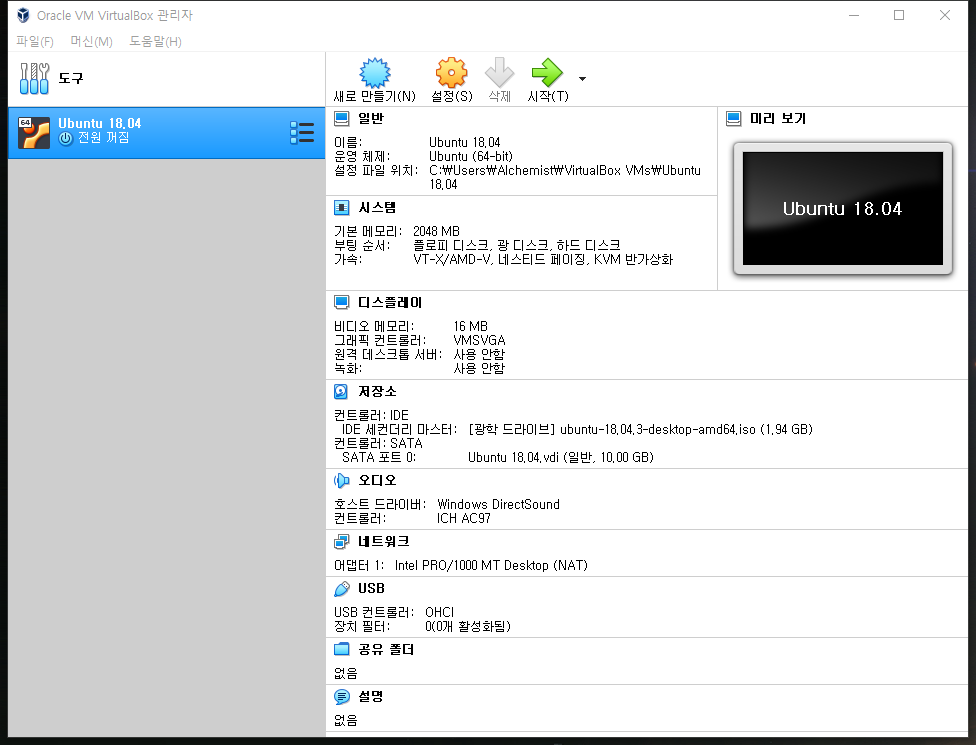 Oracle VM VirtualBox 관리자
파일(F) 머신(M) 도움말(H)
도구
새로 만들기(N) 설정(S) 삭제 시작(T)
64
Ubuntu 18.04
전원 꺼짐
일반
이름: Ubuntu 18.04
운영 체제: Ubuntu (64-bit)
설정 파일 위치: C:₩Users₩Alchemist₩VirtualBox VMs₩Ubuntu
18.04
미리 보기
Ubuntu 18.04
시스템
기본 메모리: 2048 MB
부팅 순서: 플로피 디스크, 광 디스크, 하드 디스크
가속: VT-X/AMD-V, 네스티드 페이징, KVM 반가상화
디스플레이
비디오 메모리: 16 MB
그래픽 컨트롤러: VMSVGA
원격 데스크톱 서버: 사용 안함
녹화: 사용 안함
저장소
컨트롤러: IDE
IDE 세컨더리 마스터: [광학 드라이브] ubuntu-18.04.3-desktop-amd64.iso (1.94 GB)
컨트롤러: SATA
SATA 포트 0: Ubuntu 18.04.vdi (일반, 10.00 GB)
오디오
호스트 드라이버: Windows DirectSound
컨트롤러: ICH AC97
네트워크
어댑터 1: Intel PRO/1000 MT Desktop (NAT)
USB
USB 컨트롤러: OHCI
장치 필터: 0(0개 활성화됨)
공유 폴더
없음
설명
없음